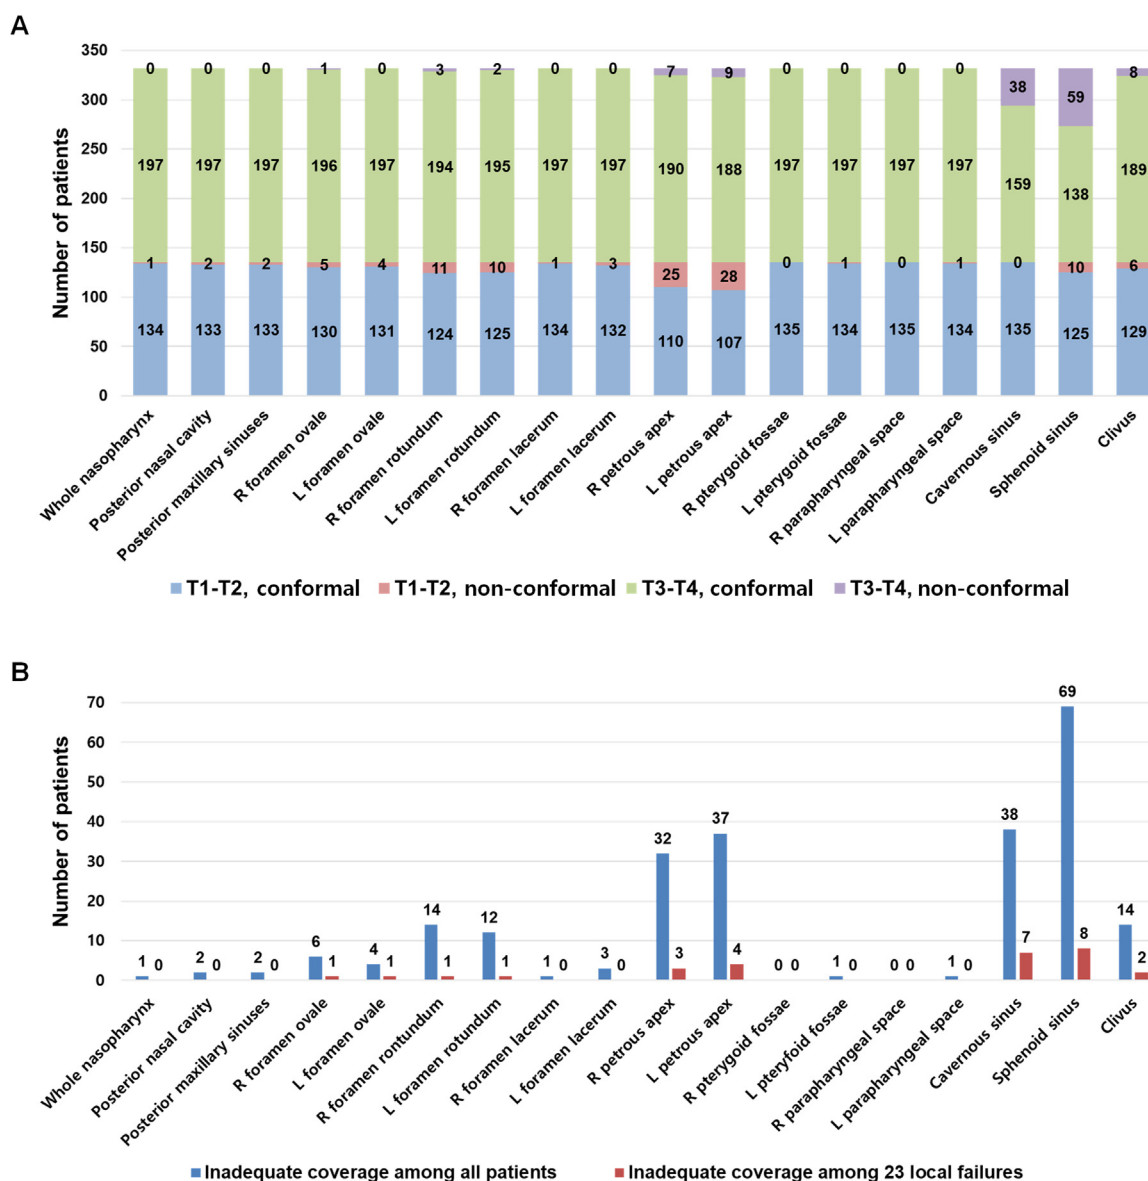 A
350
300
250
200
150
100
50
0
Number of patients
0 0 0 1 0 3 2 0 0 7 9 0 0 0 0 38 59 8
197 197 197 196 197 194 195 197 197 190 188 197 197 197 197 159 138 189
1 2 2 5 4 11 10 1 3 25 28 0 1 0 1 0 10 6
134 133 133 130 131 124 125 134 132 110 107 135 134 135 134 135 125 129
Whole nasopharynx
Posterior nasal cavity
Posterior maxillary sinuses
R foramen ovale
L foramen ovale
R foramen rotundum
L foramen rotundum
R foramen lacerum
L foramen lacerum
R petrous apex
L petrous apex
R pterygoid fossae
L pterygoid fossae
R parapharyngeal space
L parapharyngeal space
Cavernous sinus
Sphenoid sinus
Clivus
T1-T2, conformal T1-T2, non-conformal T3-T4, conformal T3-T4, non-conformal
B
70
60
50
40
30
20
10
0
Number of patients
1 0 2 0 2 0 6 1 4 1 14 1 12 1 1 0 3 0 32 3 37 4 0 0 1 0 0 0 1 0 38 7 69 8 14 2
Whole nasopharynx
Posterior nasal cavity
Posterior maxillary sinuses
R foramen ovale
L foramen ovale
R foramen rontundum
L foramen rotundum
R foramen lacerum
L foramen lacerum
R petrous apex
L petrous apex
R pterygoid fossae
L pteryfoid fossae
R parapharyngeal space
L parapharyngeal space
Cavernous sinus
Sphenoid sinus
Clivus
Inadequate coverage among all patients Inadequate coverage among 23 local failures